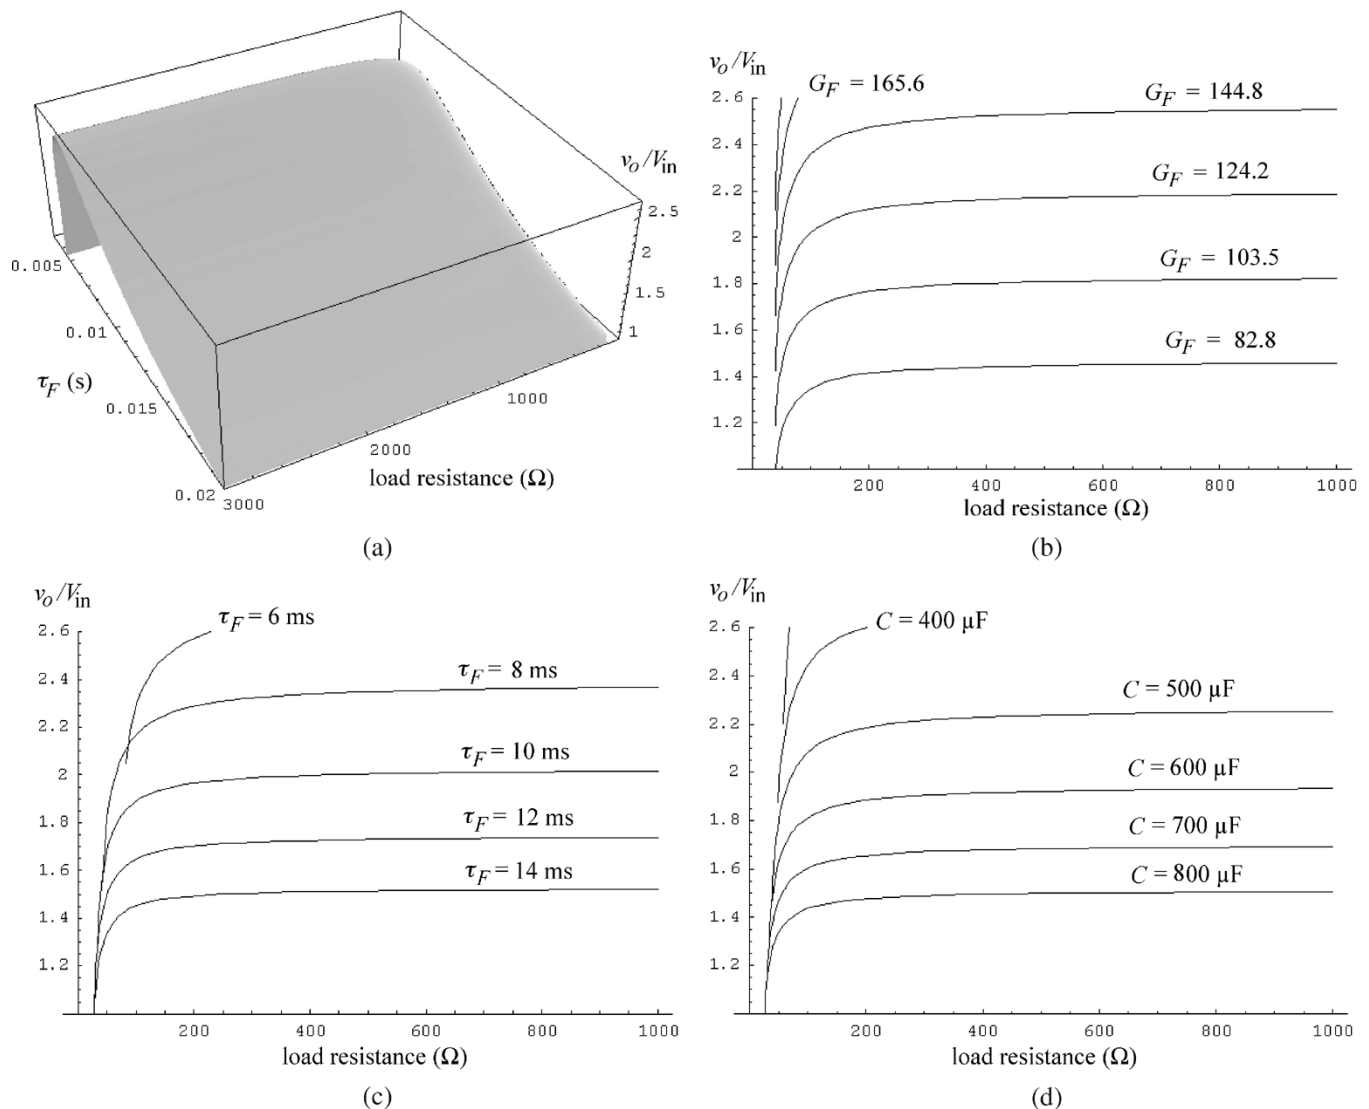 v_o/V_in
2.5
2
1.5
1
0.005
0.01
0.015
0.02
τ_F (s)
1000
2000
3000
load resistance (Ω)
(a)
v_o/V_in
G_F = 165.6
G_F = 144.8
G_F = 124.2
G_F = 103.5
G_F = 82.8
2.6
2.4
2.2
2
1.8
1.6
1.4
1.2
200 400 600 800 1000
load resistance (Ω)
(b)
v_o/V_in
τ_F = 6 ms
τ_F = 8 ms
τ_F = 10 ms
τ_F = 12 ms
τ_F = 14 ms
2.6
2.4
2.2
2
1.8
1.6
1.4
1.2
200 400 600 800 1000
load resistance (Ω)
(c)
v_o/V_in
C = 400 µF
C = 500 µF
C = 600 µF
C = 700 µF
C = 800 µF
2.6
2.4
2.2
2
1.8
1.6
1.4
1.2
200 400 600 800 1000
load resistance (Ω)
(d)